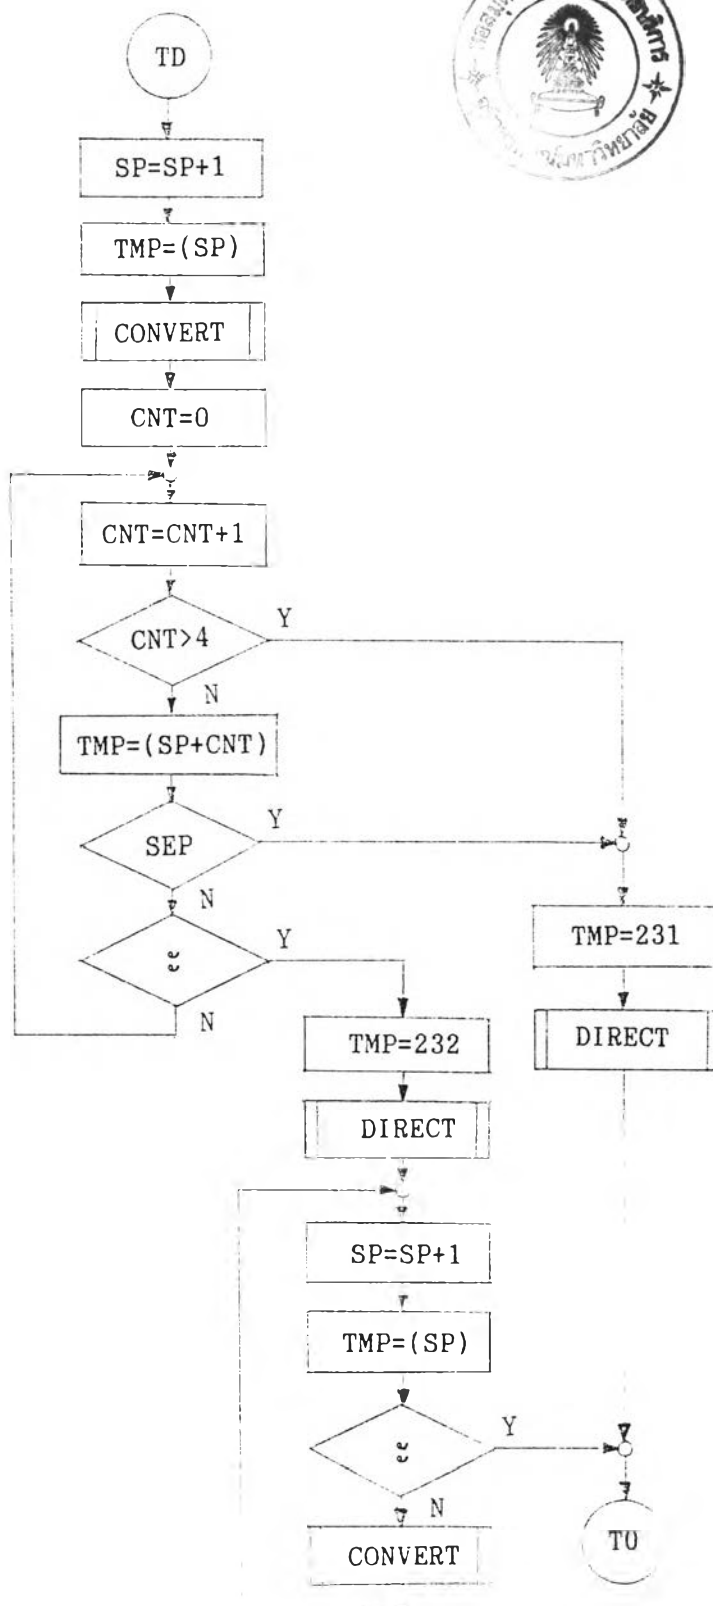 TD
SP=SP+1
TMP=(SP)
CONVERT
CNT=0
CNT=CNT+1
CNT>4
Y
N
TMP=(SP+CNT)
SEP
Y
N
Y
N
TMP=231
DIRECT
TMP=232
DIRECT
SP=SP+1
TMP=(SP)
Y
N
CONVERT
TO